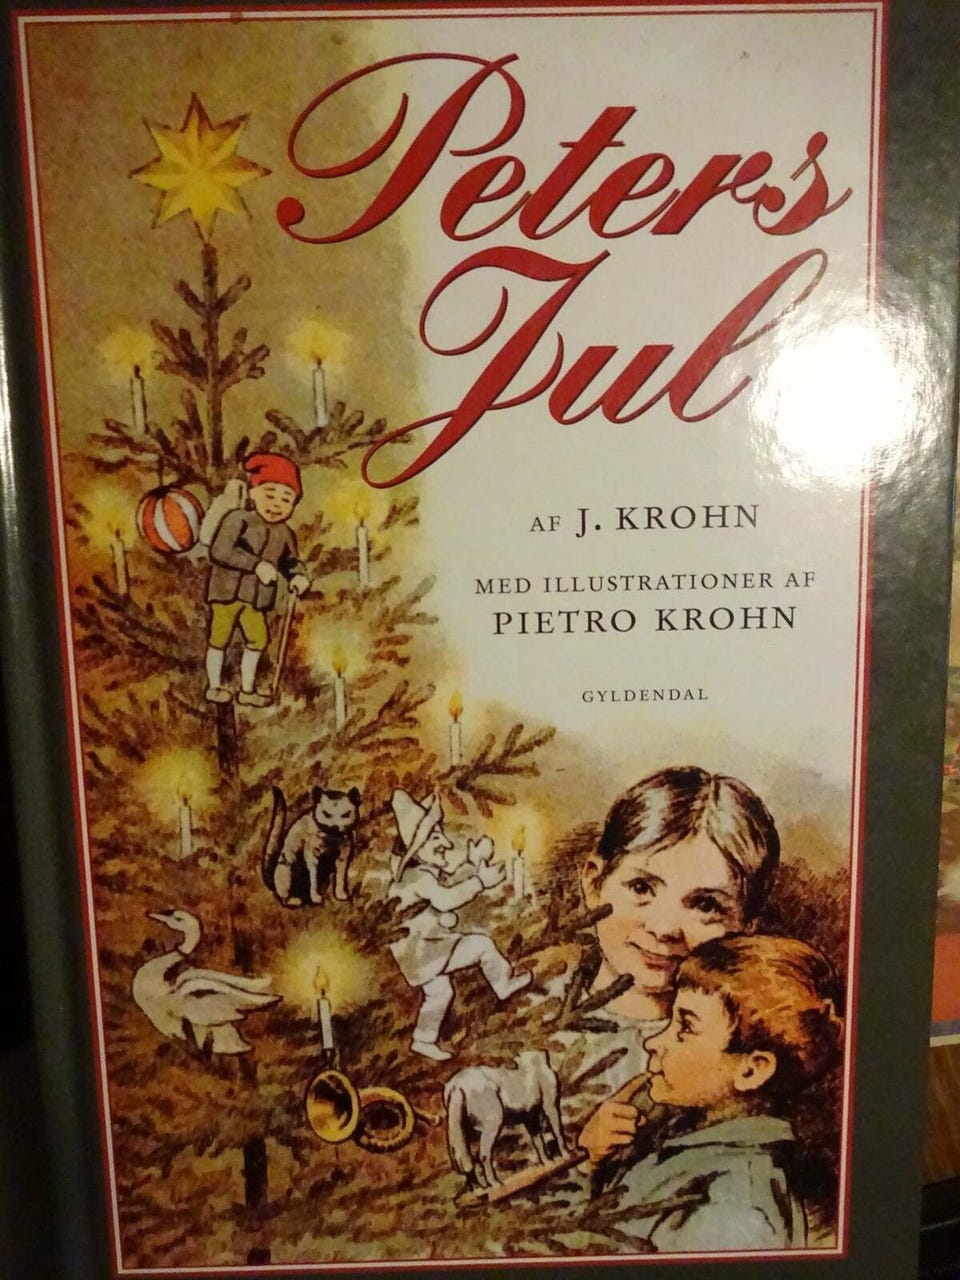 Peters
Jul
AF J. KROHN
MED ILLUSTRATIONER AF
PIETRO KROHN
GYLDENDAL